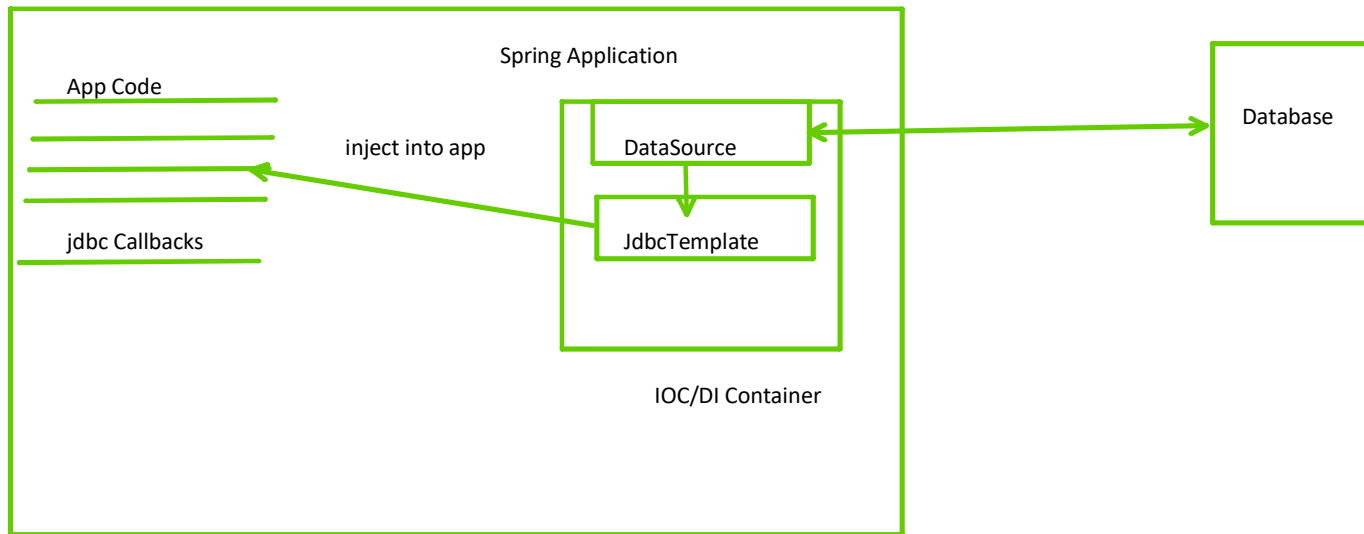 Spring Application
App Code
Database
inject into app
DataSource
jdbc Callbacks
JdbcTemplate
IOC/DI Container